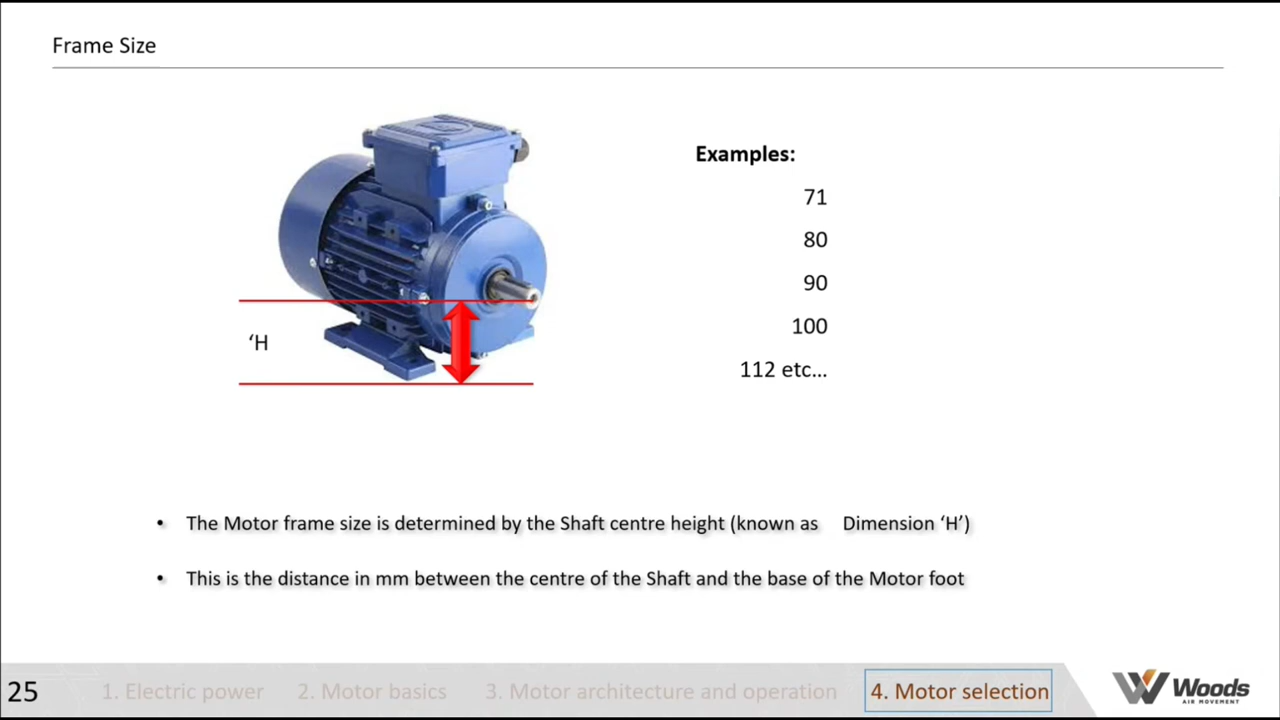 Frame Size
Examples:
71
80
90
100
112 etc...
‘H
• The Motor frame size is determined by the Shaft centre height (known as Dimension ‘H’)
• This is the distance in mm between the centre of the Shaft and the base of the Motor foot
25
1. Electric power
2. Motor basics
3. Motor architecture and operation
4. Motor selection
Woods
AIR MOVEMENT